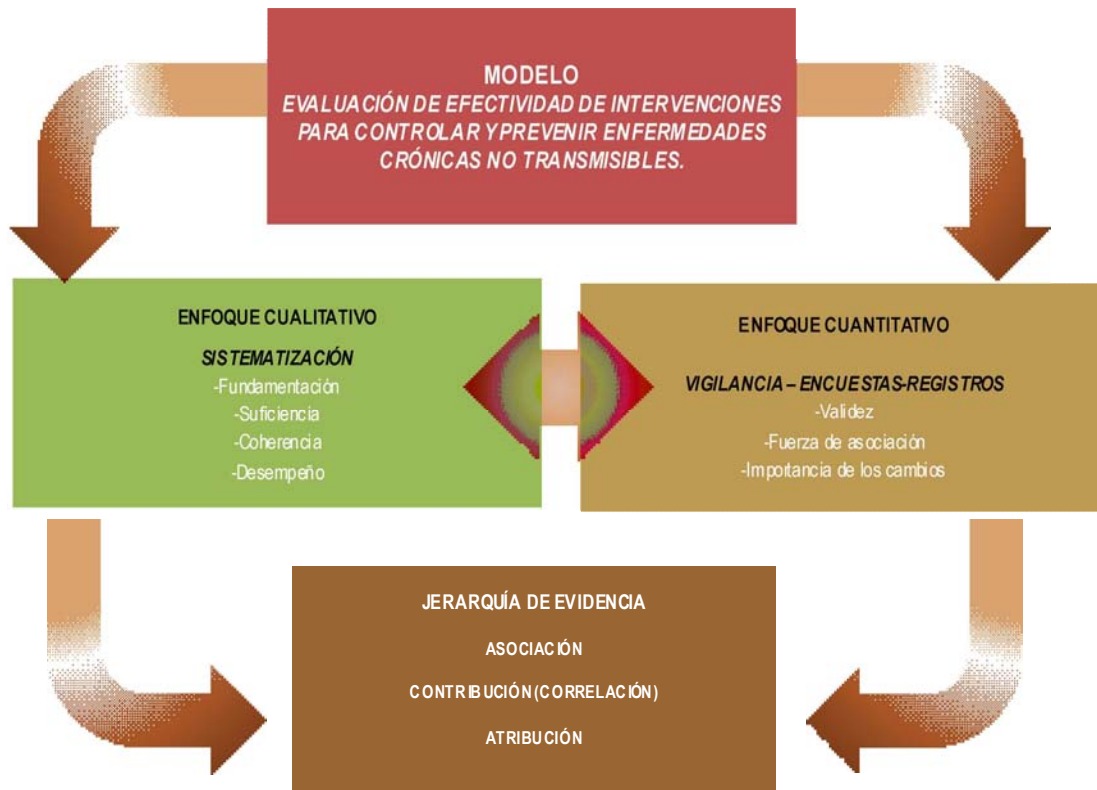 MODELO
EVALUACIÓN DE EFECTIVIDAD DE INTERVENCIONES
PARA CONTROLAR Y PREVENIR ENFERMEDADES
CRÓNICAS NO TRANSMISIBLES.
ENFOQUE CUALITATIVO
SISTEMATIZACIÓN
-Fundamentación
-Suficiencia
-Coherencia
-Desempeño
ENFOQUE CUANTITATIVO
VIGILANCIA – ENCUESTAS-REGISTROS
-Validez
-Fuerza de asociación
-Importancia de los cambios
JERARQUÍA DE EVIDENCIA
ASOCIACIÓN
CONTRIBUCIÓN (CORRELACIÓN)
ATRIBUCIÓN